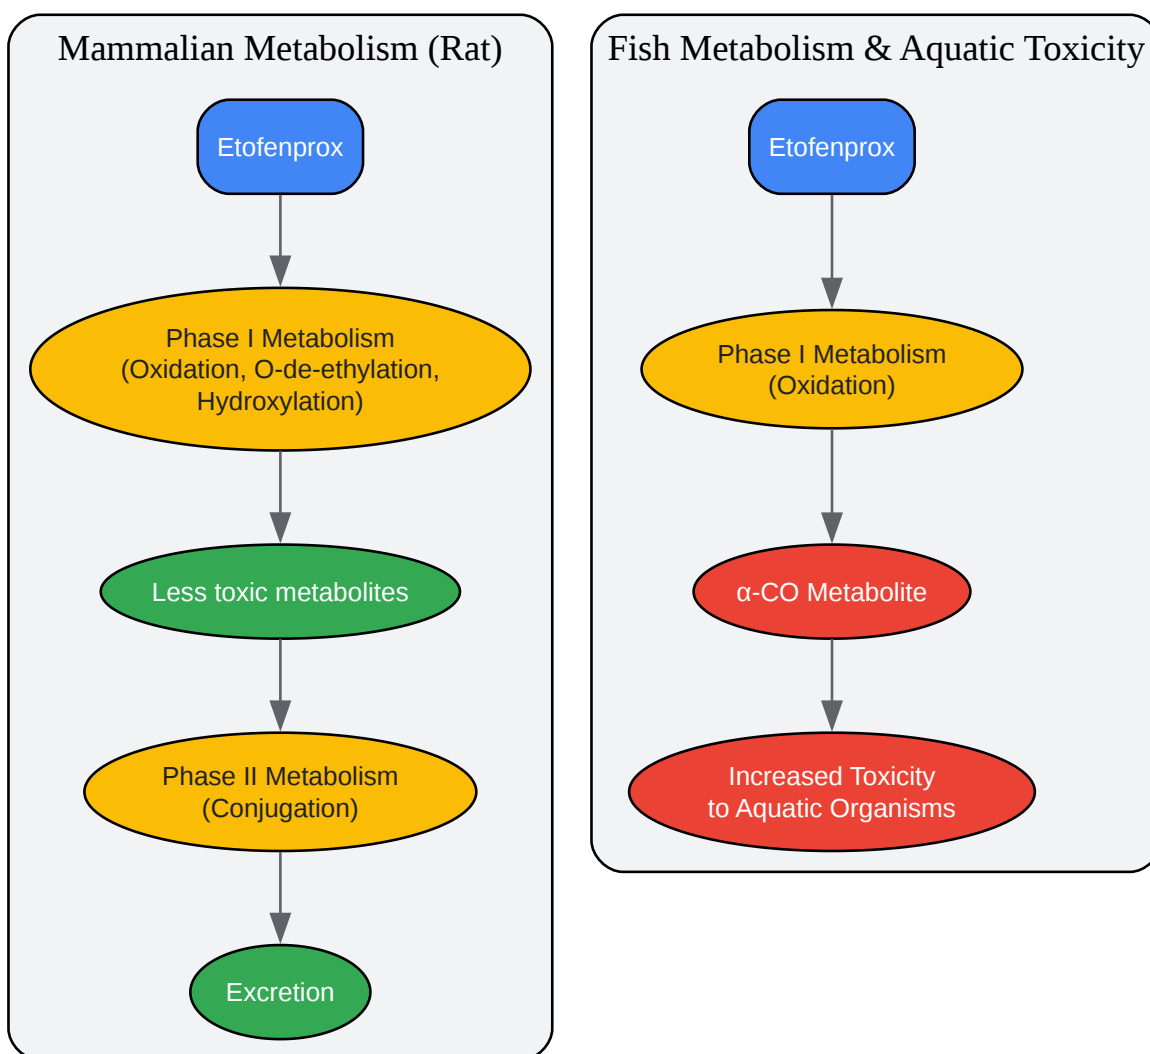 Mammalian Metabolism (Rat)
Etofenprox
Phase I Metabolism
(Oxidation, O-de-ethylation,
Hydroxylation)
Less toxic metabolites
Phase II Metabolism
(Conjugation)
Excretion
Fish Metabolism & Aquatic Toxicity
Etofenprox
Phase I Metabolism
(Oxidation)
α-CO Metabolite
Increased Toxicity
to Aquatic Organisms